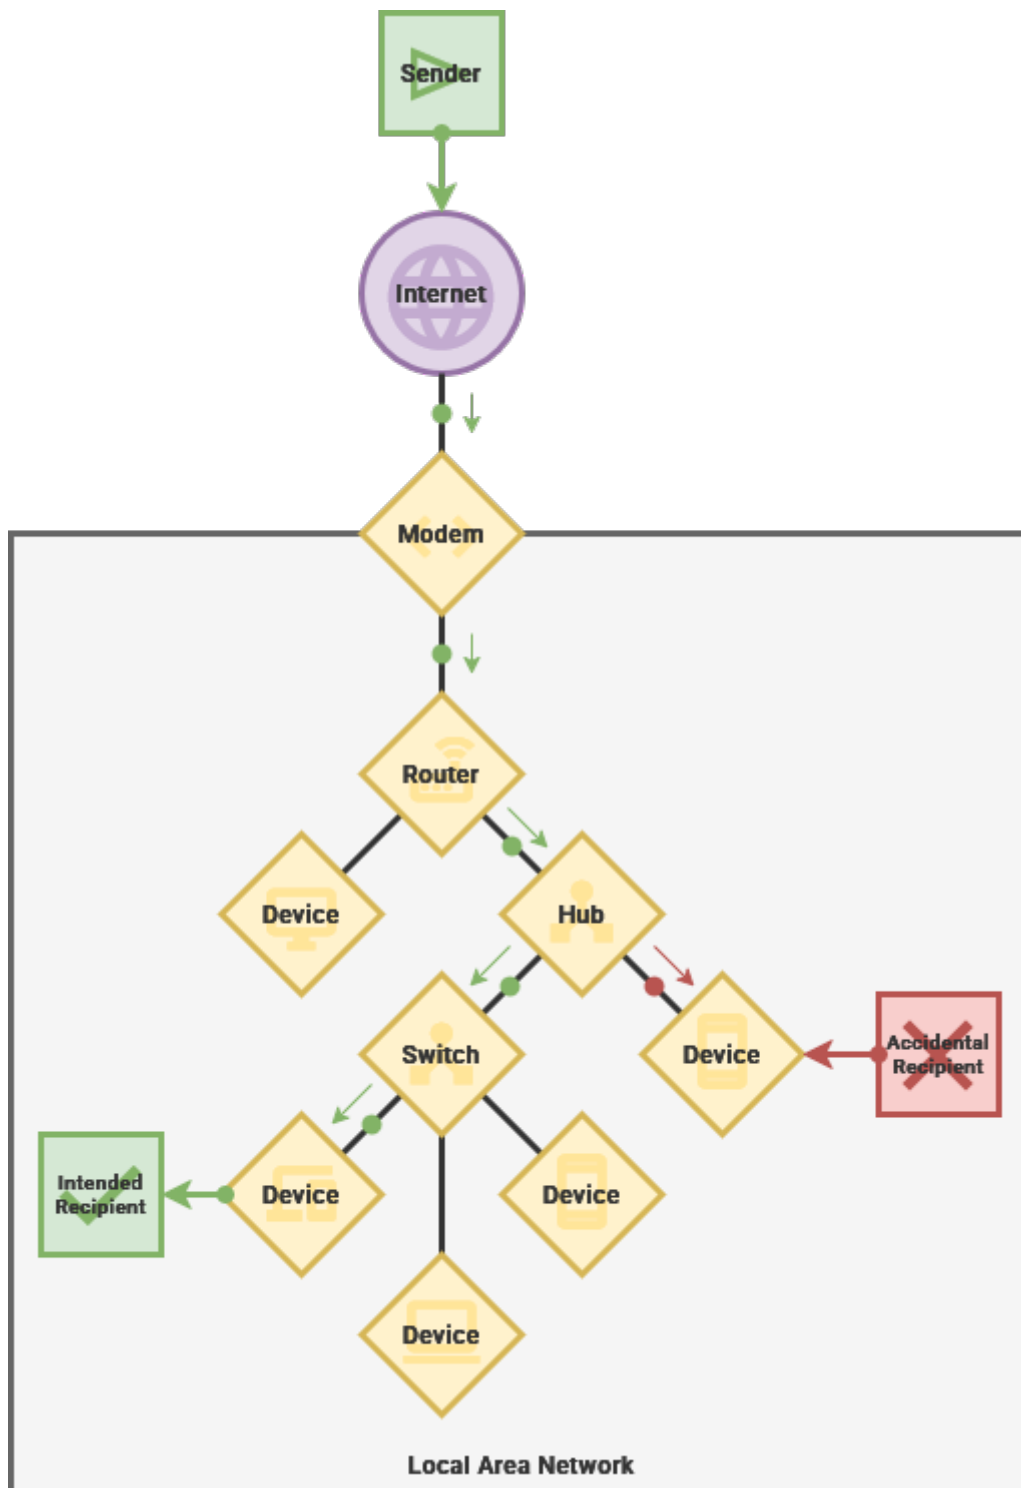 Sender
Internet
Modem
Router
Device
Hub
Switch
Device
Accidental
Recipient
Intended
Recipient
Device
Device
Device
Local Area Network